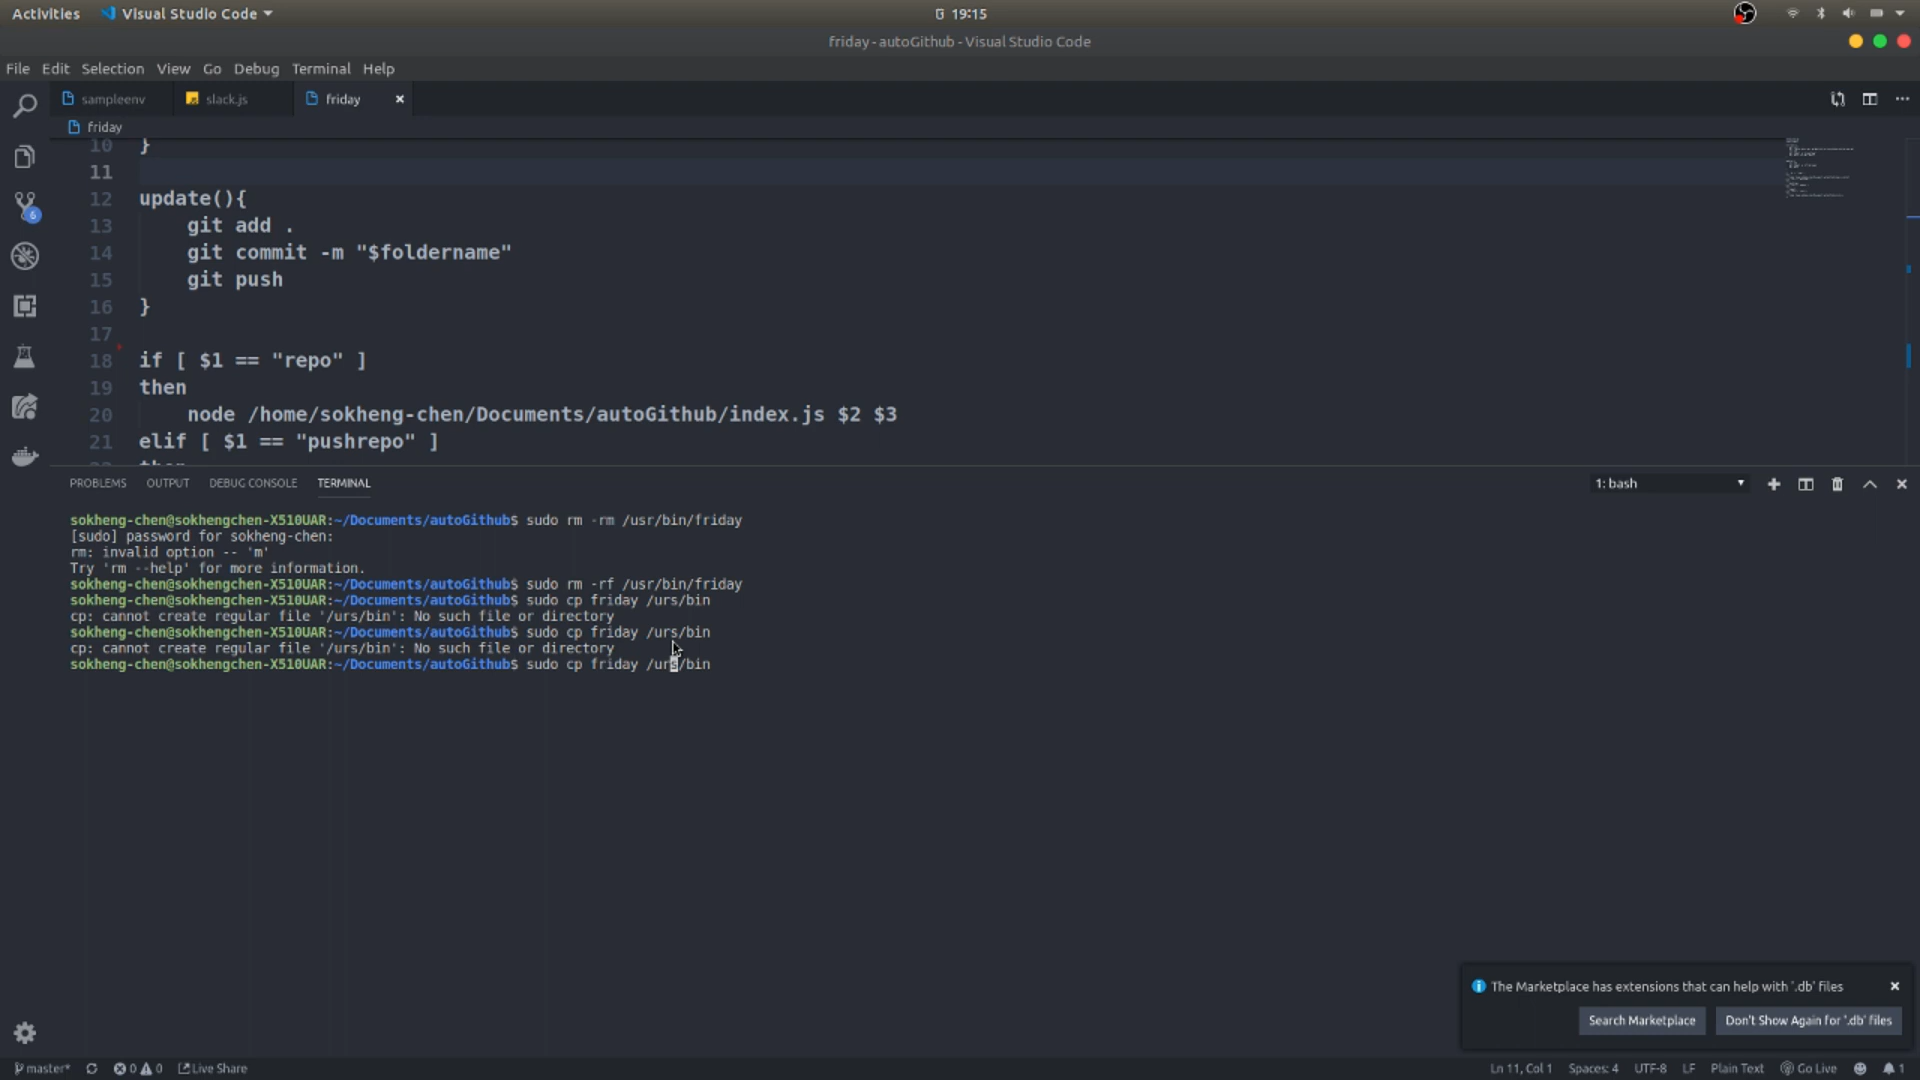 Activities
Visual Studio Code
19:15
friday - autoGithub - Visual Studio Code
File Edit Selection View Go Debug Terminal Help
sampleenv
slack.js
friday
friday
10 }
11
12 update(){
13 git add .
14 git commit -m "$foldername"
15 git push
16 }
17
18 if [ $1 == "repo" ]
19 then
20 node /home/sokheng-chen/Documents/autoGithub/index.js $2 $3
21 elif [ $1 == "pushrepo" ]
PROBLEMS OUTPUT DEBUG CONSOLE TERMINAL
1: bash
sokheng-chen@sokhengchen-X510UAR:~/Documents/autoGithub$ sudo rm -rm /usr/bin/friday
[sudo] password for sokheng-chen:
rm: invalid option -- 'm'
Try 'rm --help' for more information.
sokheng-chen@sokhengchen-X510UAR:~/Documents/autoGithub$ sudo rm -rf /usr/bin/friday
sokheng-chen@sokhengchen-X510UAR:~/Documents/autoGithub$ sudo cp friday /urs/bin
cp: cannot create regular file '/urs/bin': No such file or directory
sokheng-chen@sokhengchen-X510UAR:~/Documents/autoGithub$ sudo cp friday /urs/bin
cp: cannot create regular file '/urs/bin': No such file or directory
sokheng-chen@sokhengchen-X510UAR:~/Documents/autoGithub$ sudo cp friday /urs/bin
The Marketplace has extensions that can help with '.db' files
Search Marketplace
Don't Show Again for '.db' files
6
master* 0 0 Live Share
Ln 11, Col 1 Spaces: 4 UTF-8 LF Plain Text Go Live 1